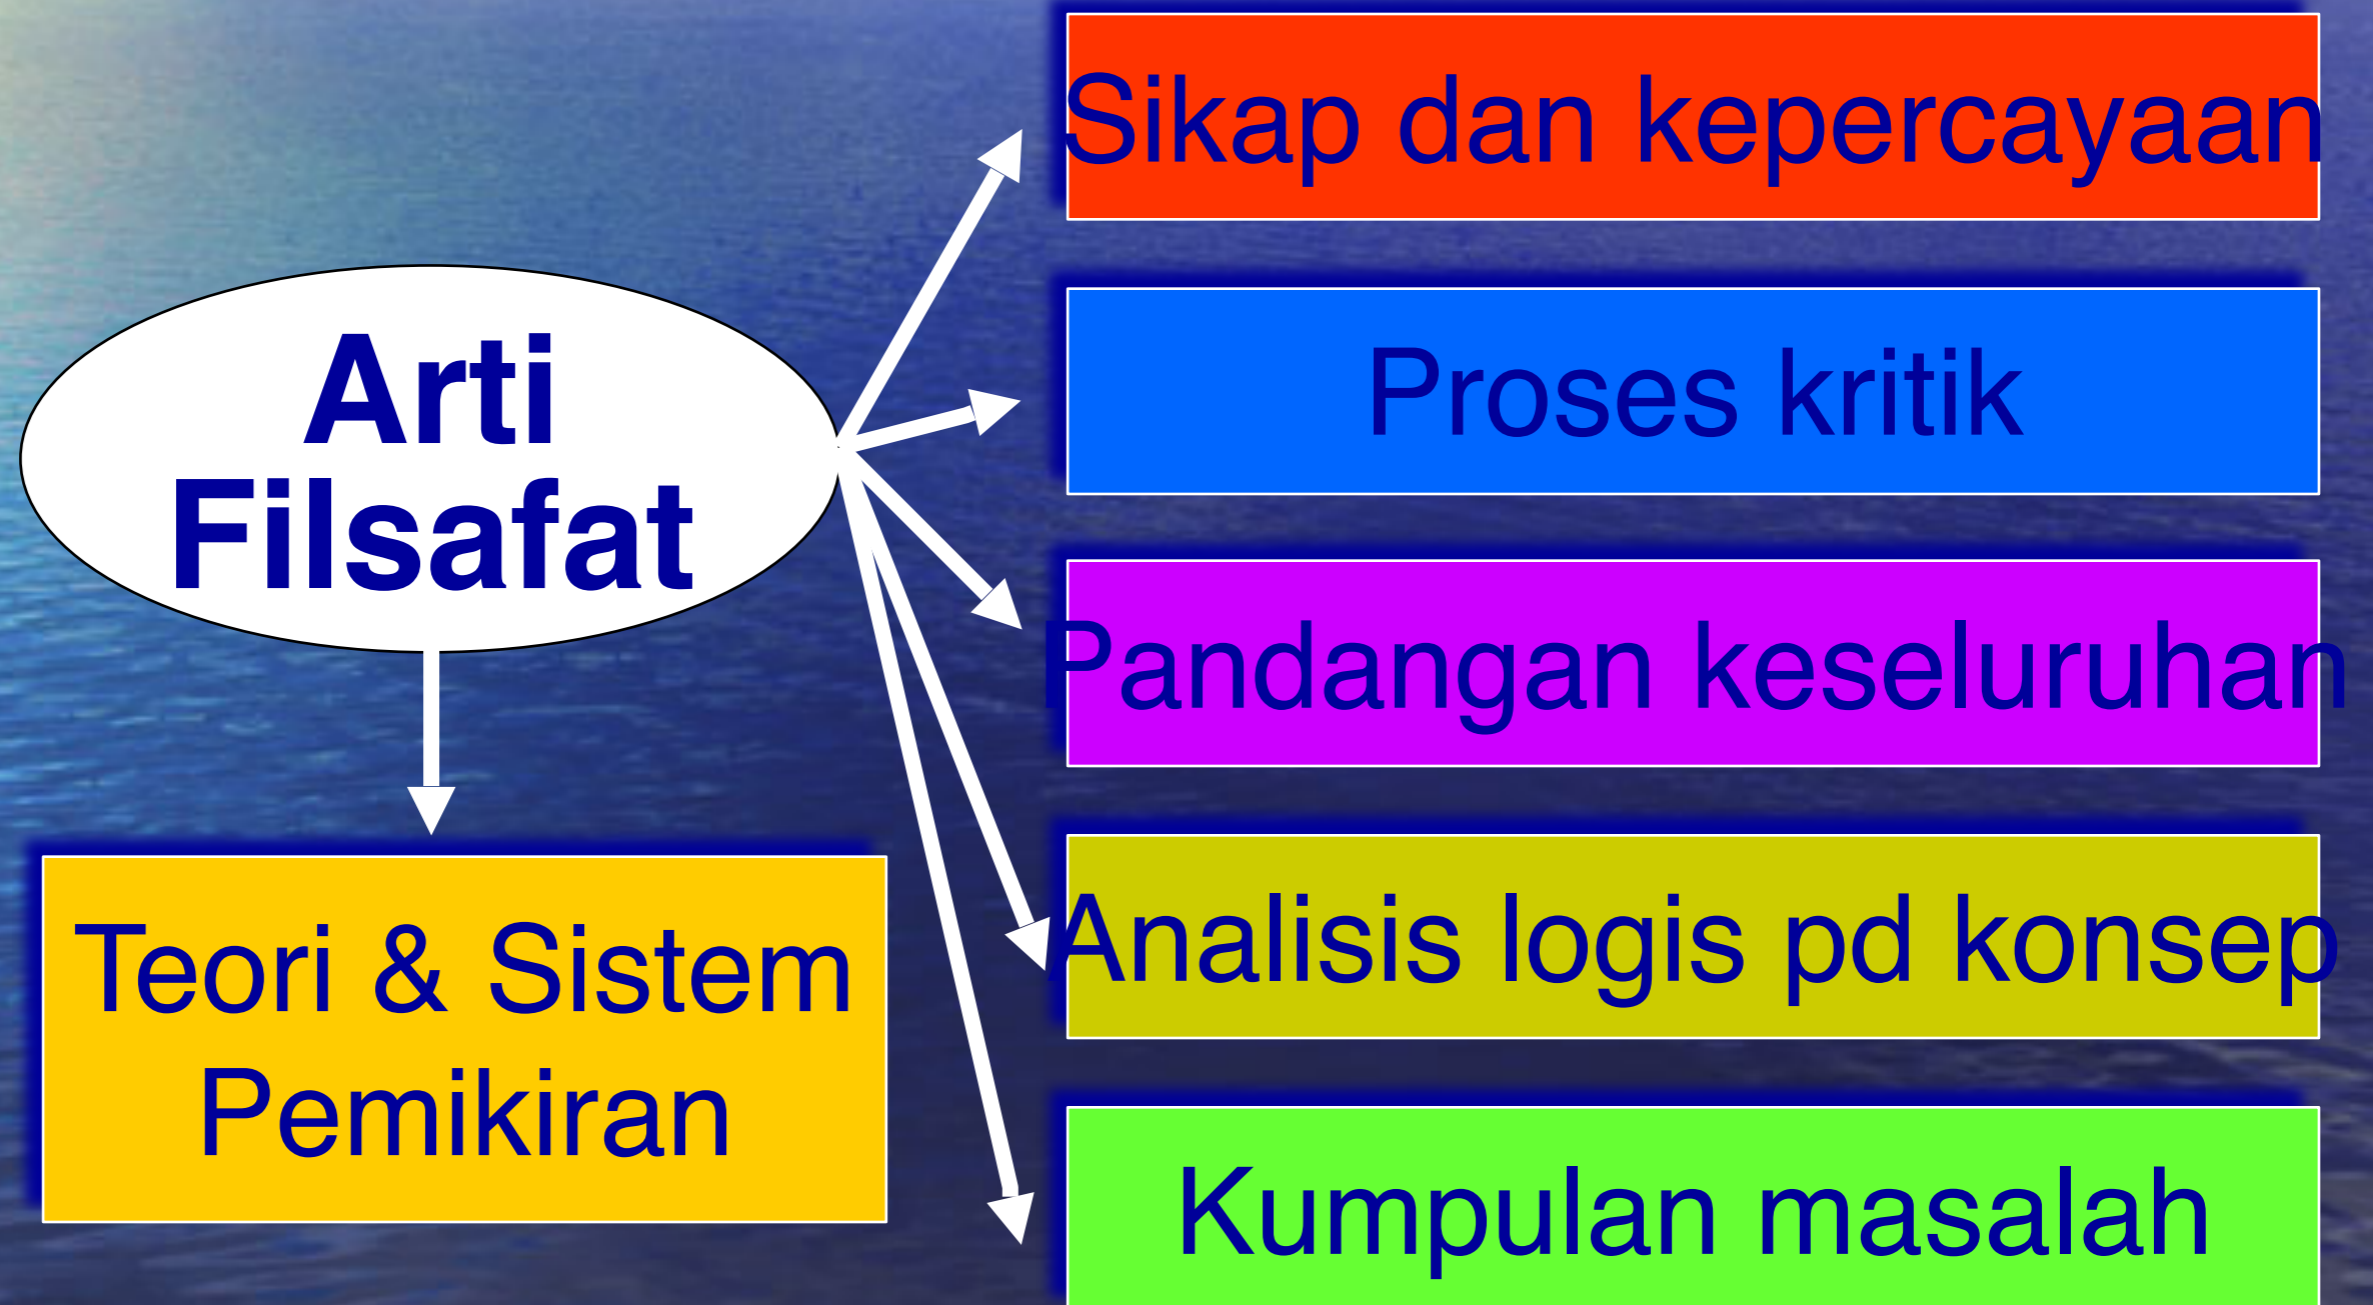 Arti
Filsafat
Teori & Sistem
Pemikiran
Sikap dan kepercayaan
Proses kritik
Pandangan keseluruhan
Analisis logis pd konsep
Kumpulan masalah